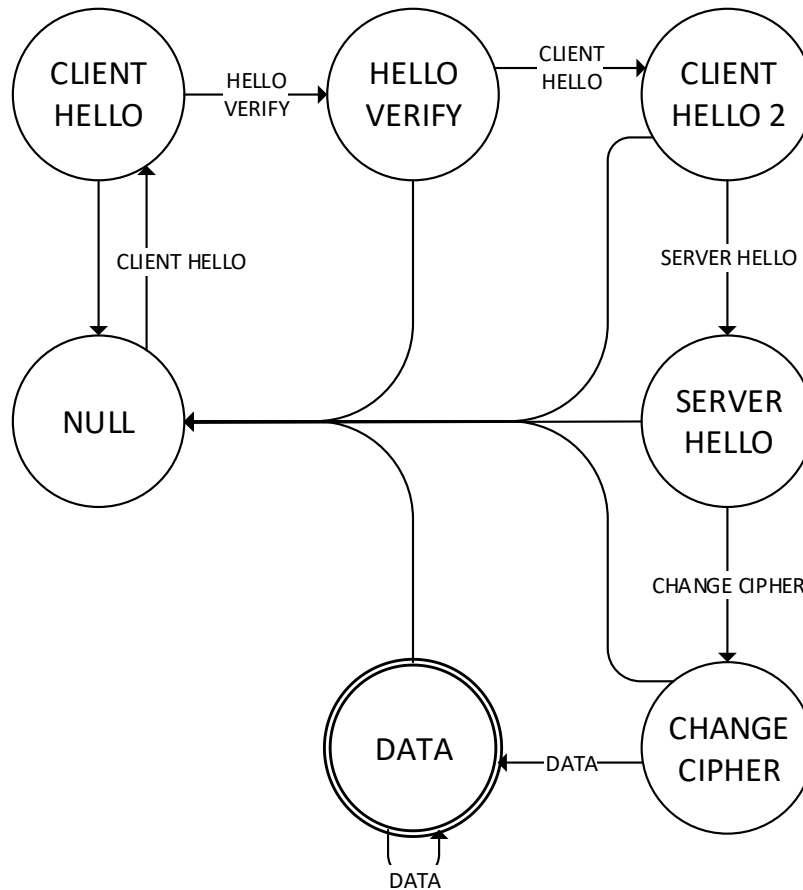 CLIENT
HELLO
HELLO
VERIFY
HELLO
VERIFY
CLIENT
HELLO
CLIENT
HELLO 2
CLIENT HELLO
SERVER HELLO
NULL
SERVER
HELLO
CHANGE CIPHER
DATA
DATA
CHANGE
CIPHER
DATA